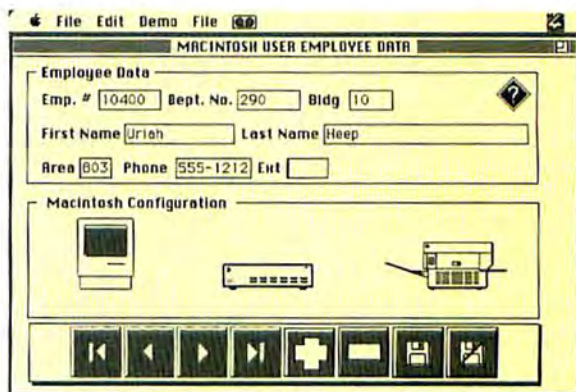 File Edit Demo File
MACINTOSH USER EMPLOYEE DATA
Employee Data
Emp. # 10400 Dept. No. 290 Bldg 10
?
First Name Uriah Last Name Heep
Area 803 Phone 555-1212 Ext
Macintosh Configuration